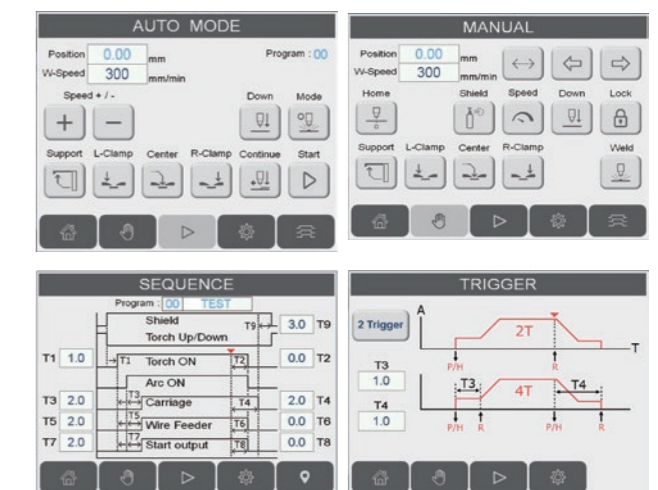 AUTO MODE
Position 0.00 mm Program : 00
W-Speed 300 mm/min
Speed + / - Down Mode
Support L-Clamp Center R-Clamp Continue Start
MANUAL
Position 0.00 mm
W-Speed 300 mm/min
Home Shield Speed Down Lock
Support L-Clamp Center R-Clamp Weld
SEQUENCE
Program : 00 TEST
Shield T9 3.0 T9
Torch Up/Down
T1 1.0 T1 Torch ON T2 0.0 T2
Arc ON
T3 2.0 T3 Carriage T4 2.0 T4
T5 2.0 T5 Wire Feeder T6 0.0 T6
T7 2.0 T7 Start output T8 0.0 T8
TRIGGER
2 Trigger A 2T T
P/H R
T3 1.0 T3 4T T4
T4 1.0
P/H R P/H R